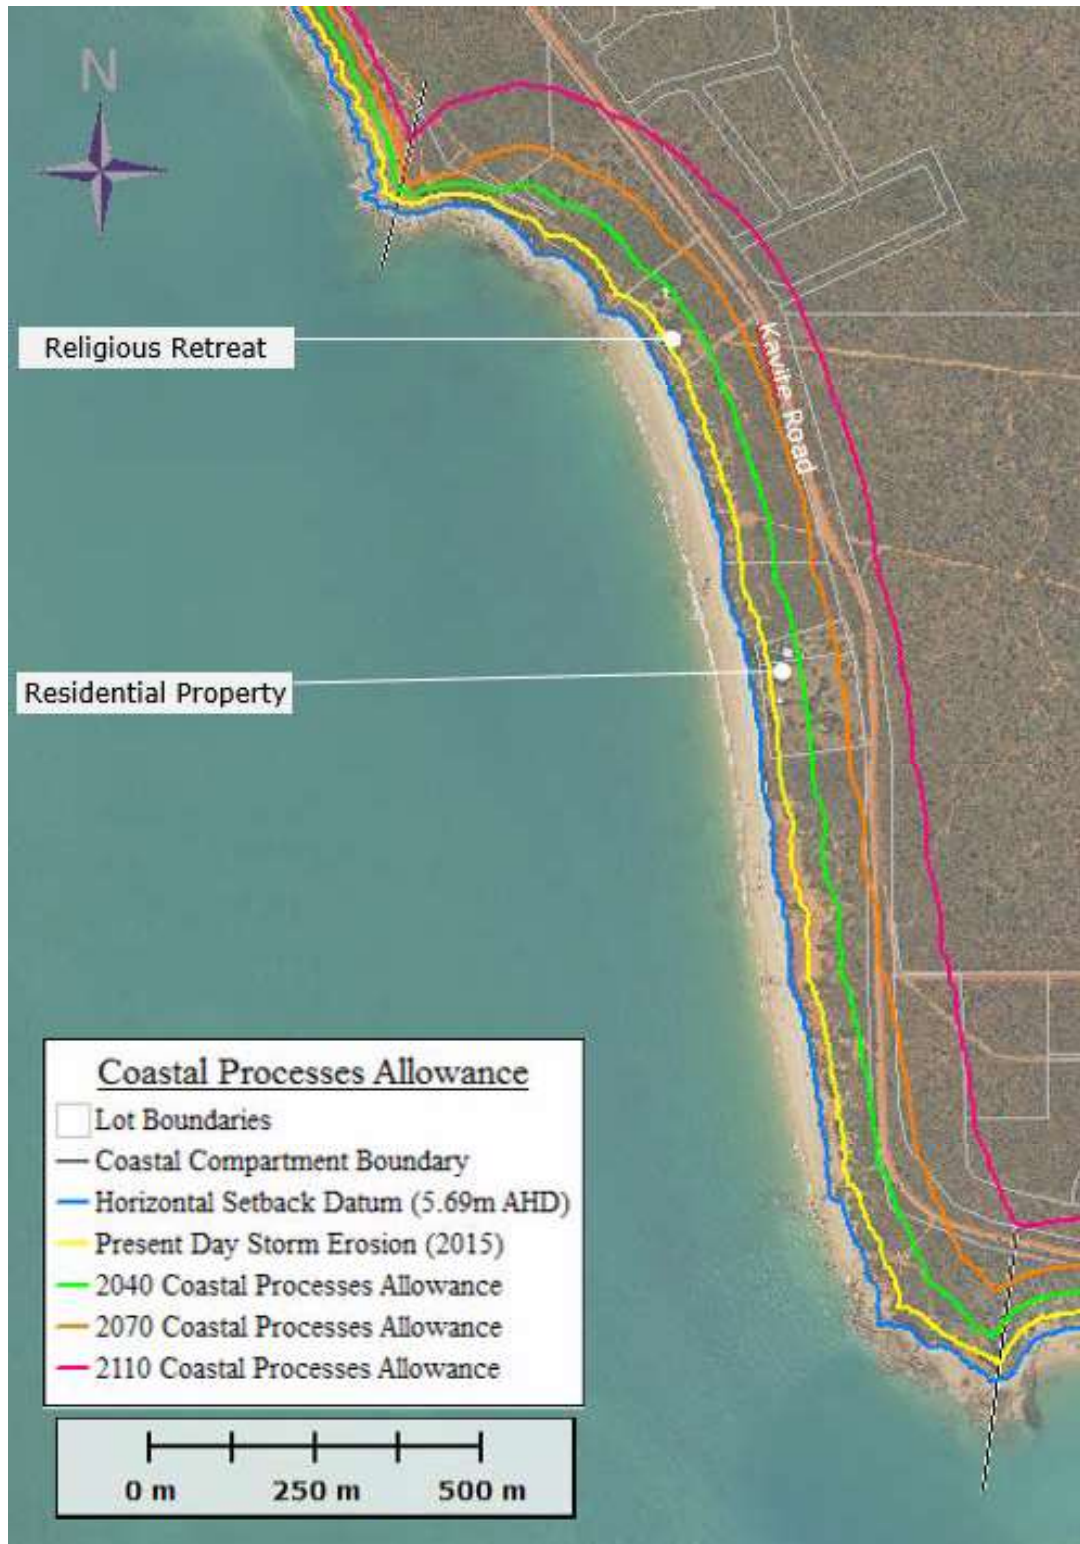 N
Religious Retreat
Kavite Road
Residential Property
Coastal Processes Allowance
Lot Boundaries
Coastal Compartment Boundary
Horizontal Setback Datum (5.69m AHD)
Present Day Storm Erosion (2015)
2040 Coastal Processes Allowance
2070 Coastal Processes Allowance
2110 Coastal Processes Allowance
0 m 250 m 500 m